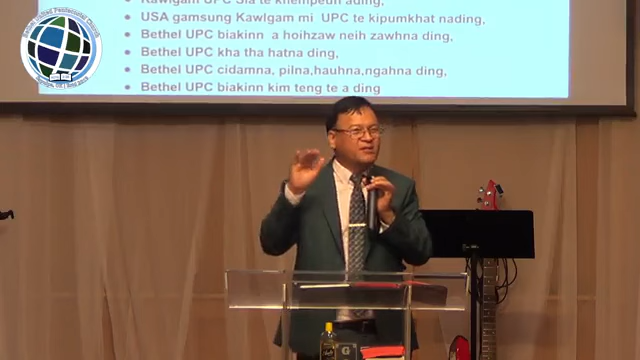 Kawlgam UPC Sia te khempeuh ading,
• USA gamsung Kawlgam mi UPC te kipumkhat nading,
• Bethel UPC biakinn a hoihzaw neih zawhna ding,
• Bethel UPC kha tha hatna ding,
• Bethel UPC cidamna, pilna,hauhna,ngahna ding,
• Bethel UPC biakinn kim teng te a ding
G